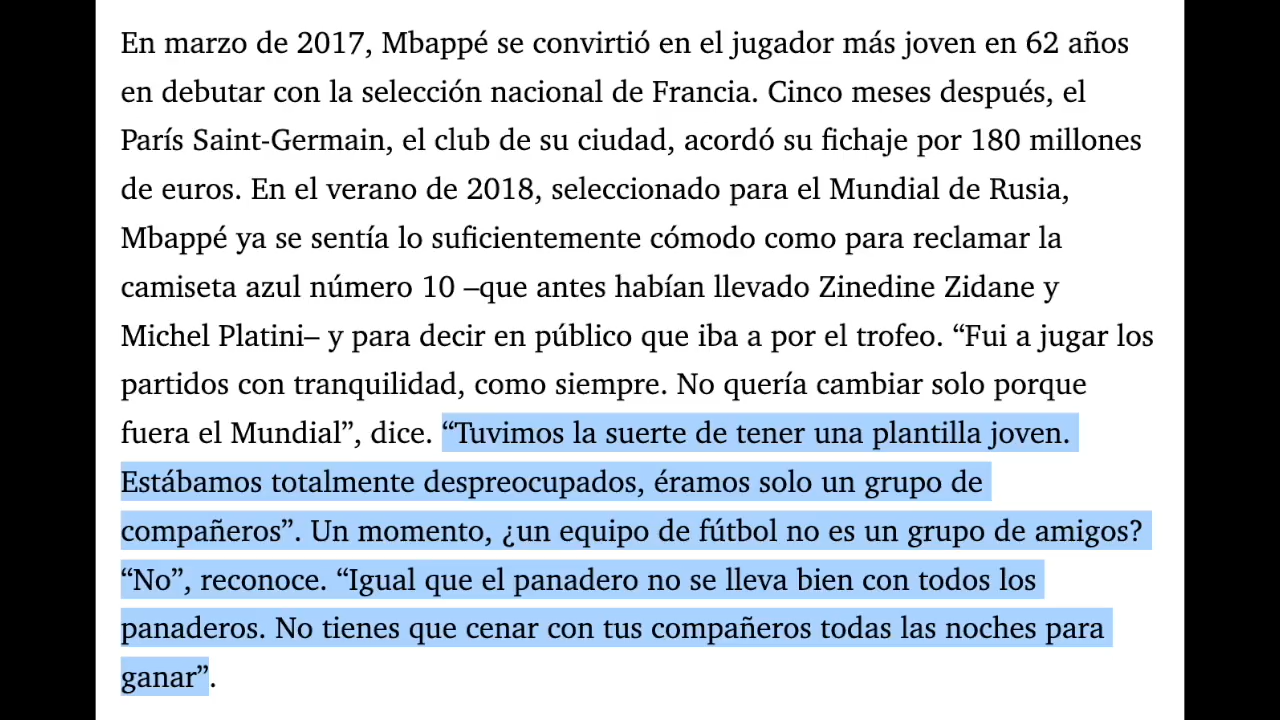 En marzo de 2017, Mbappé se convirtió en el jugador más joven en 62 años
en debutar con la selección nacional de Francia. Cinco meses después, el
París Saint-Germain, el club de su ciudad, acordó su fichaje por 180 millones
de euros. En el verano de 2018, seleccionado para el Mundial de Rusia,
Mbappé ya se sentía lo suficientemente cómodo como para reclamar la
camiseta azul número 10 –que antes habían llevado Zinedine Zidane y
Michel Platini– y para decir en público que iba a por el trofeo. “Fui a jugar los
partidos con tranquilidad, como siempre. No quería cambiar solo porque
fuera el Mundial”, dice. “Tuvimos la suerte de tener una plantilla joven.
Estábamos totalmente despreocupados, éramos solo un grupo de
compañeros”. Un momento, ¿un equipo de fútbol no es un grupo de amigos?
“No”, reconoce. “Igual que el panadero no se lleva bien con todos los
panaderos. No tienes que cenar con tus compañeros todas las noches para
ganar”.